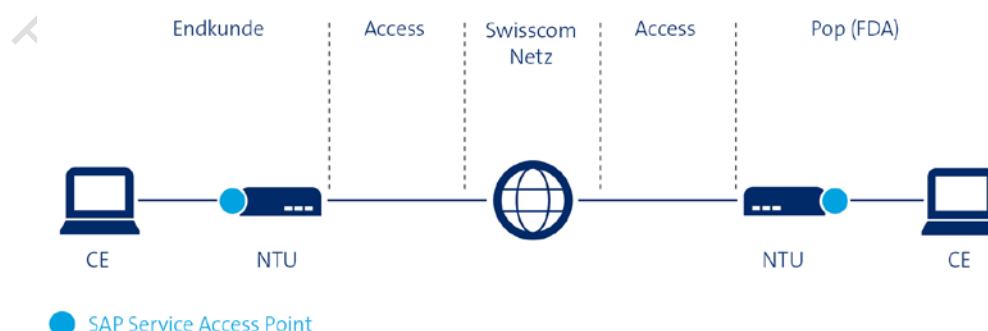 Endkunde
Access
Swisscom
Netz
Access
Pop (FDA)
CE
NTU
NTU
CE
SAP Service Access Point